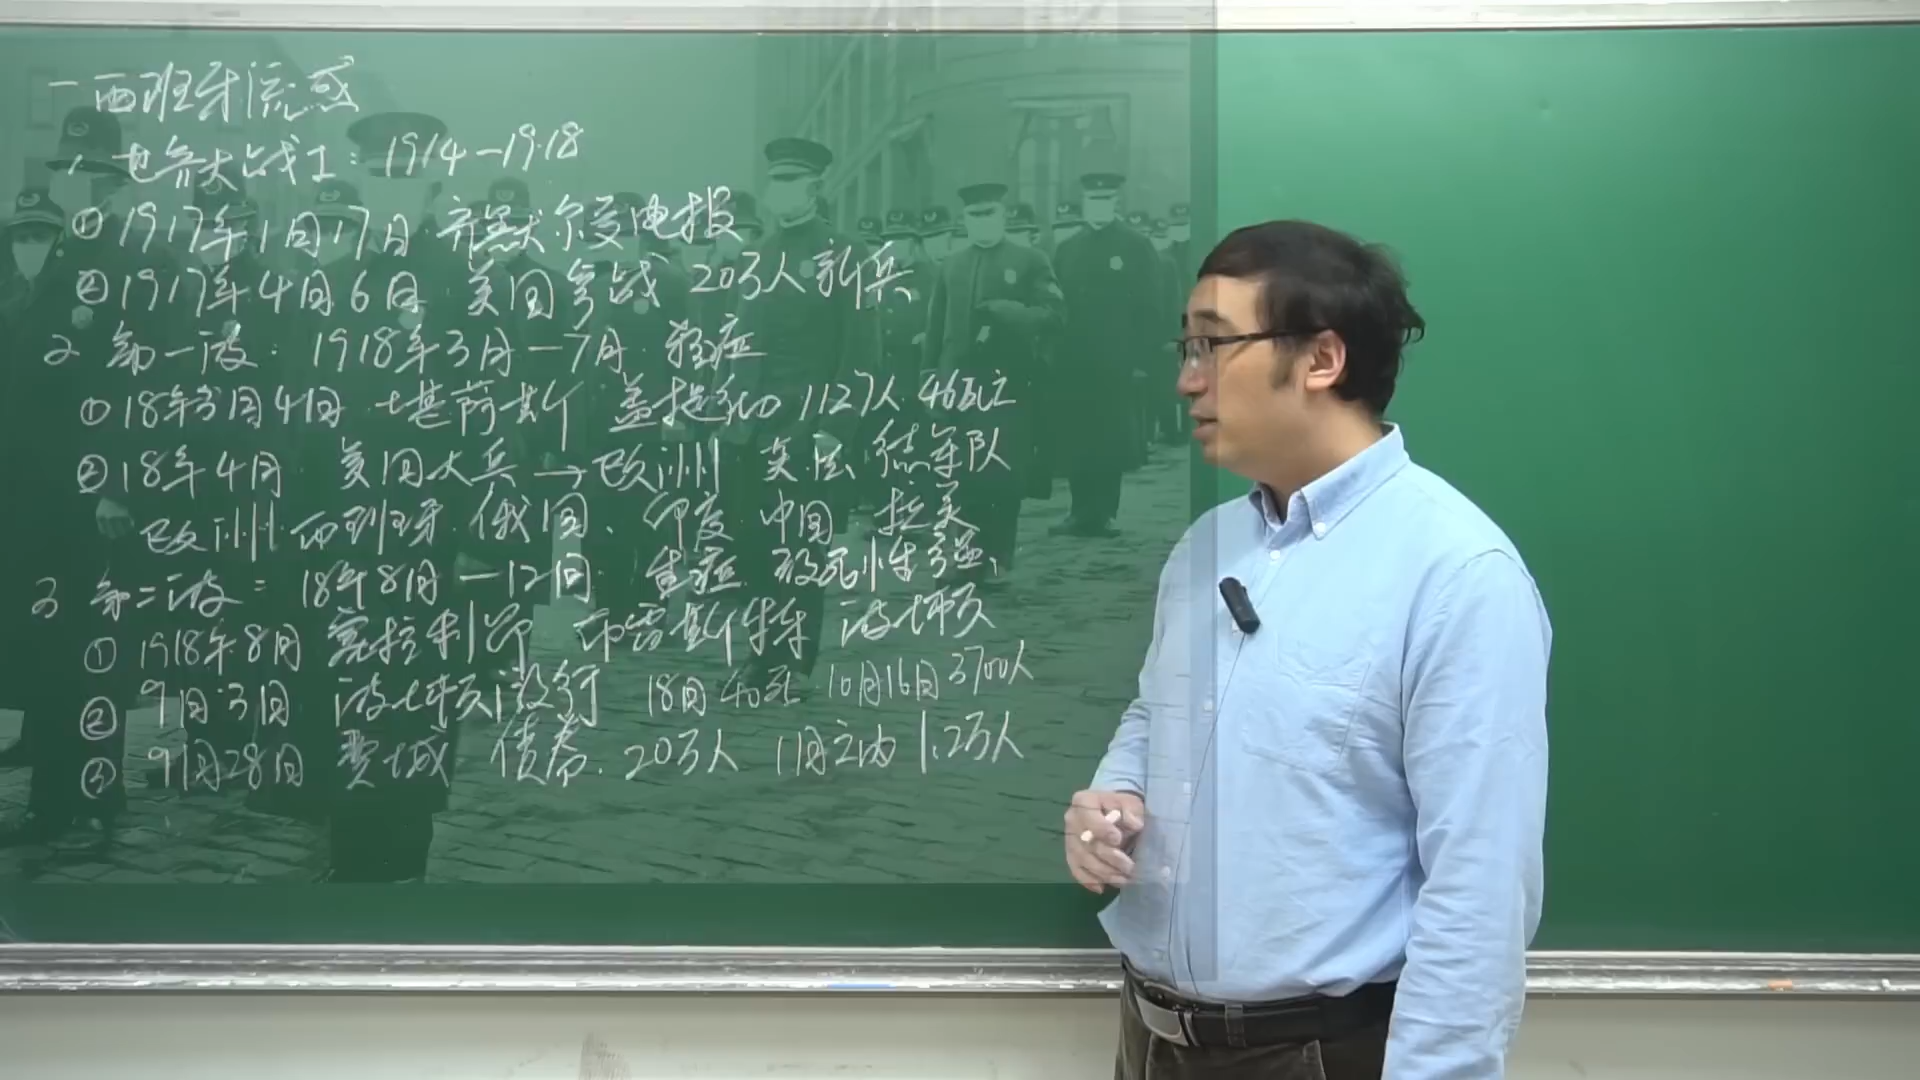 一 西班牙流感
1. 世界大战Ⅰ: 1914-1918
① 1917年1月17日 齐默尔曼电报
② 1917年4月6日 美国参战 20万人新兵
2 第一波: 1918年3月-7月 轻症
① 18年3月4日 堪萨斯 1127人 46死亡
② 18年4月 美国大兵→欧洲 英.法 德军队
欧洲 西班牙.俄国、印度 中国 拉美
3 第二波: 18年8月-12月 重症 致死性强
① 1918年8月 塞拉利昂 布雷斯特 波士顿
② 9月3日 波士顿游行 18日40死 10月16日3700人
③ 9月28日 费城 债券. 20万人 1月之内 1.2万人